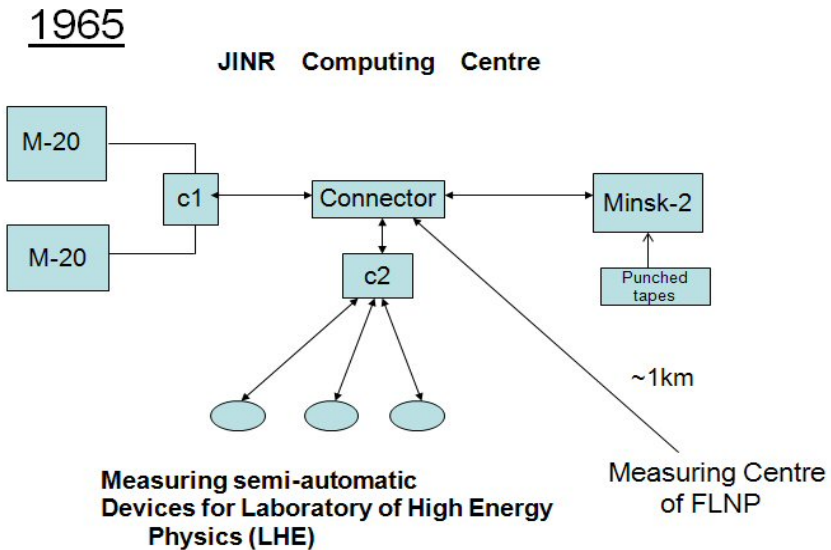 1965
JINR Computing Centre
M-20
c1
Connector
Minsk-2
M-20
c2
Punched
tapes
~1km
Measuring semi-automatic
Devices for Laboratory of High Energy
Physics (LHE)
Measuring Centre
of FLNP